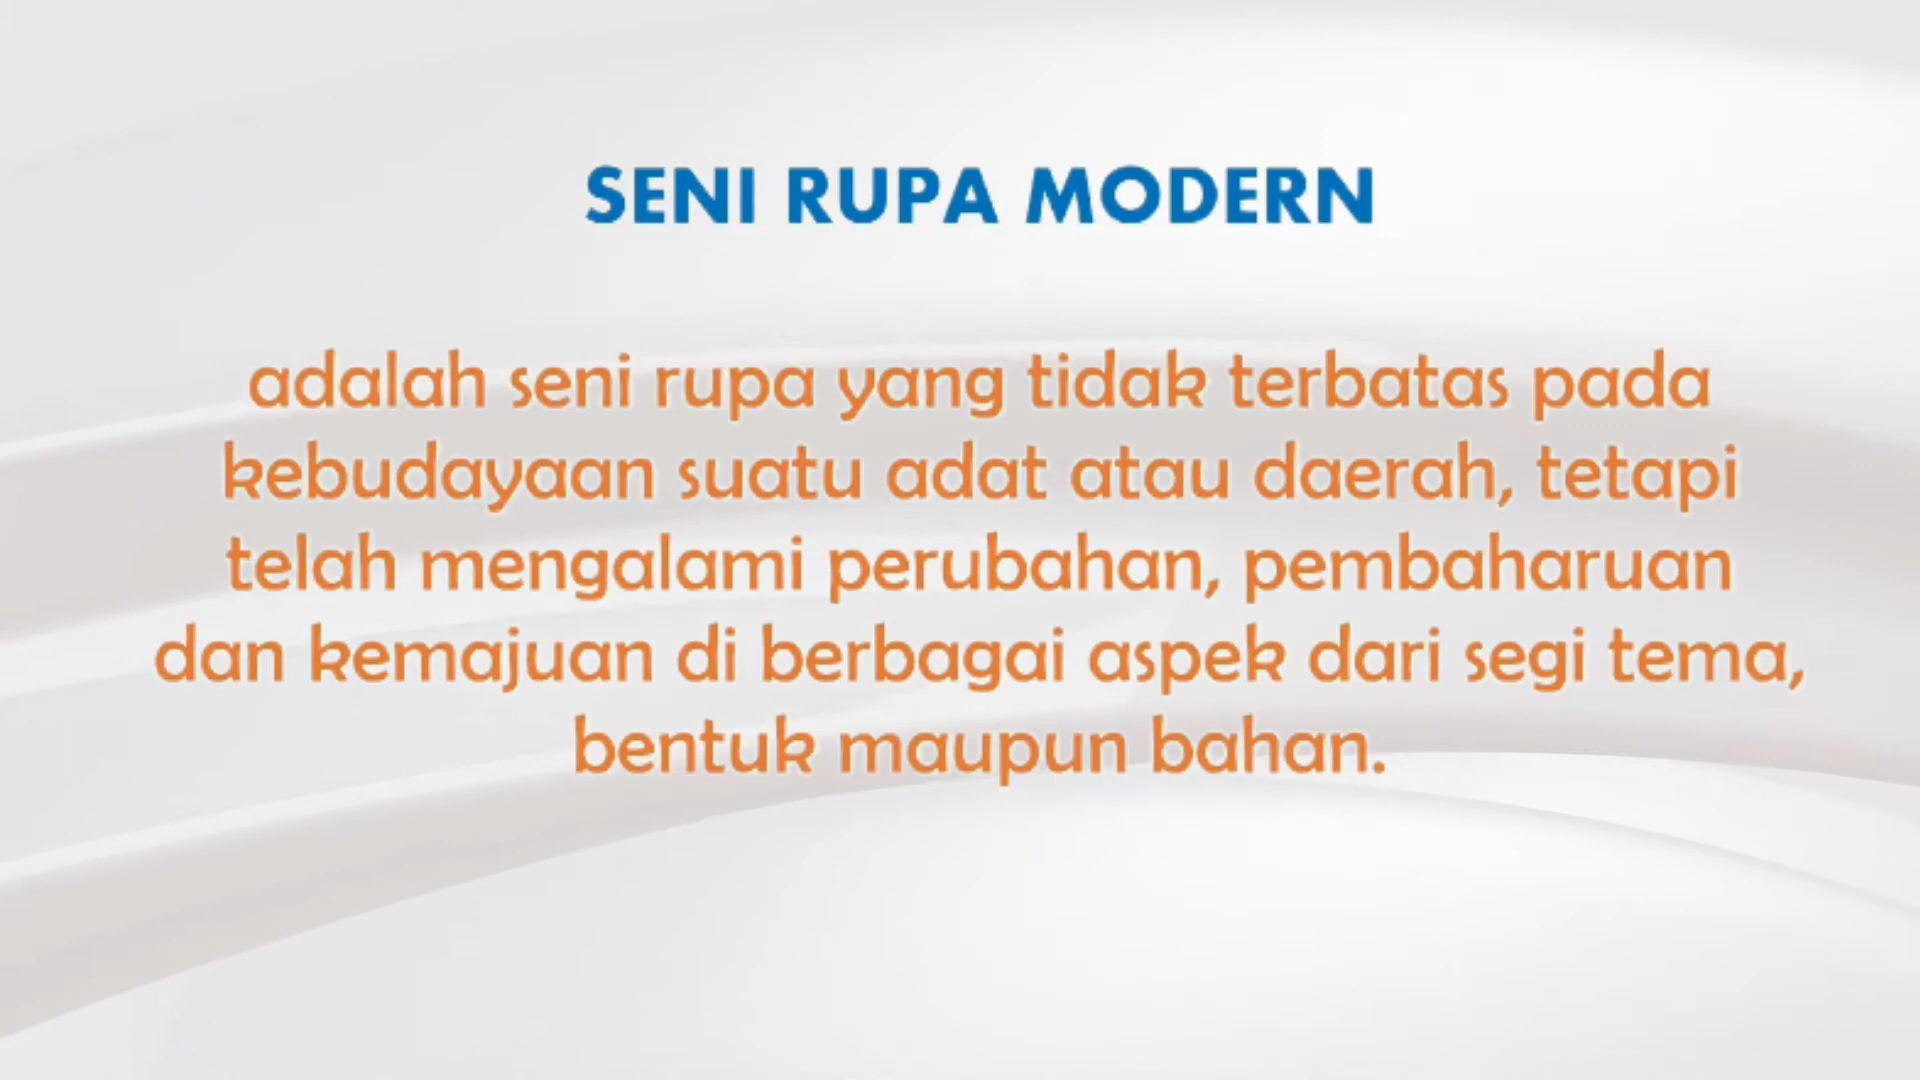 SENI RUPA MODERN
adalah seni rupa yang tidak terbatas pada
kebudayaan suatu adat atau daerah, tetapi
telah mengalami perubahan, pembaharuan
dan kemajuan di berbagai aspek dari segi tema,
bentuk maupun bahan.